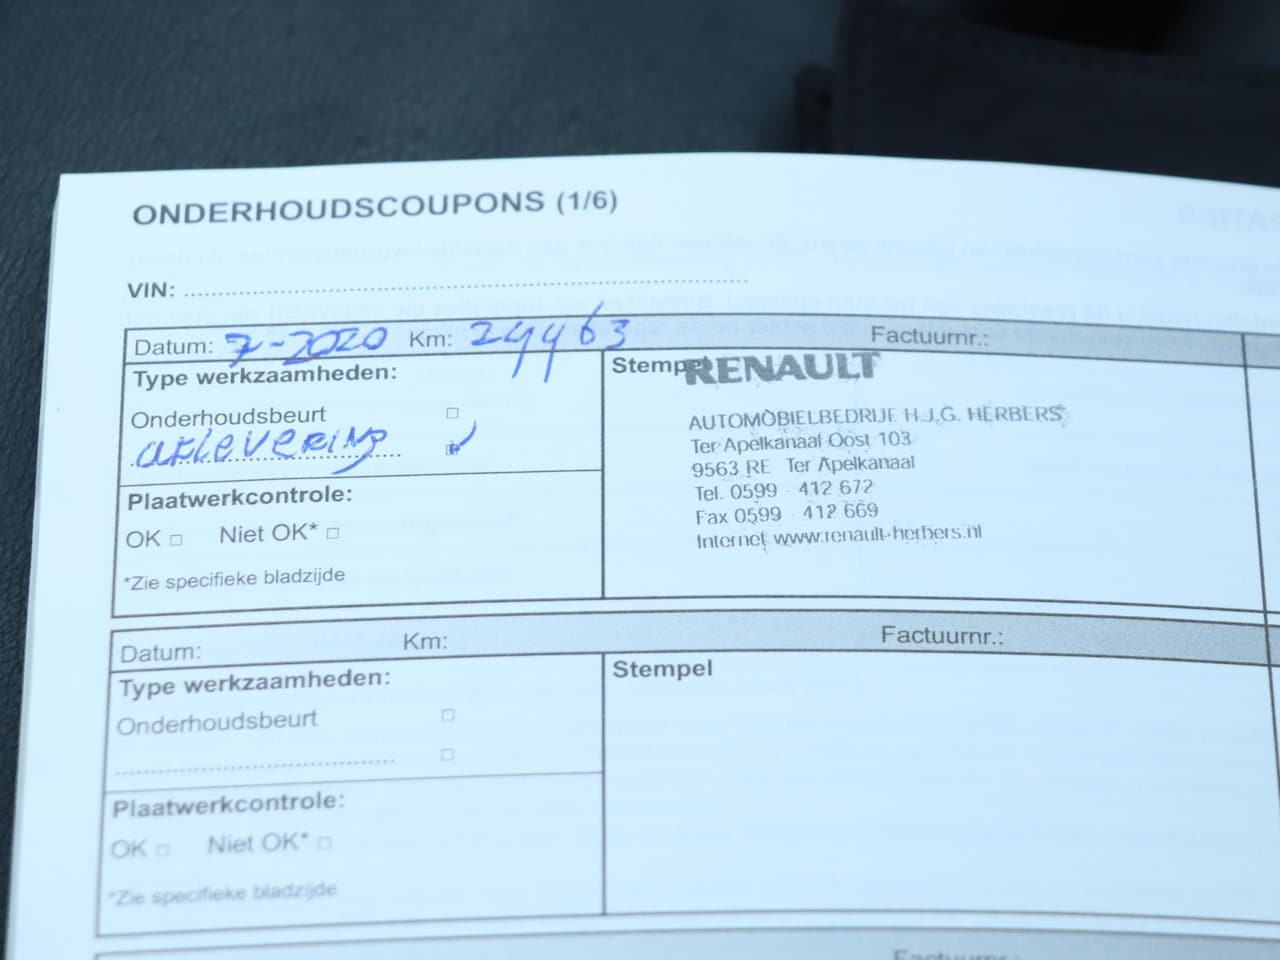 ONDERHOUDSCOUPONS (1/6)
VIN:
Datum: 7-2020 Km: 29463 Factuurnr.:
Type werkzaamheden:
Onderhoudsbeurt
aflevering
Plaatwerkcontrole:
OK □ Niet OK* □
*Zie specifieke bladzijde
Stempel
RENAULT
AUTOMOBIELBEDRIJF H.J.G. HERBERS
Ter Apelkanaal Oost 103
9563 RE Ter Apelkanaal
Tel. 0599 - 412 672
Fax 0599 - 412 669
Internet www.renault-herbers.nl
Datum: Km: Factuurnr.:
Type werkzaamheden:
Onderhoudsbeurt
Plaatwerkcontrole:
OK □ Niet OK* □
*Zie specifieke bladzijde
Stempel
Factuurnr.: